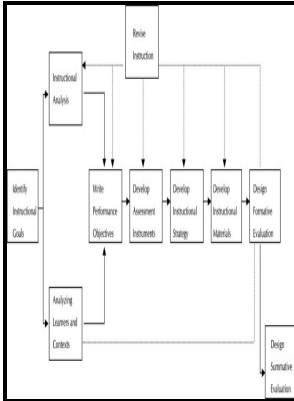 Revise
Instruction
Instructional
Analysis
Identify
Instructional
Goals
Write
Performance
Objectives
Develop
Assessment
Instruments
Develop
Instructional
Strategy
Develop
Instructional
Materials
Design
Formative
Evaluation
Analyzing
Learners and
Contexts
Design
Summative
Evaluation